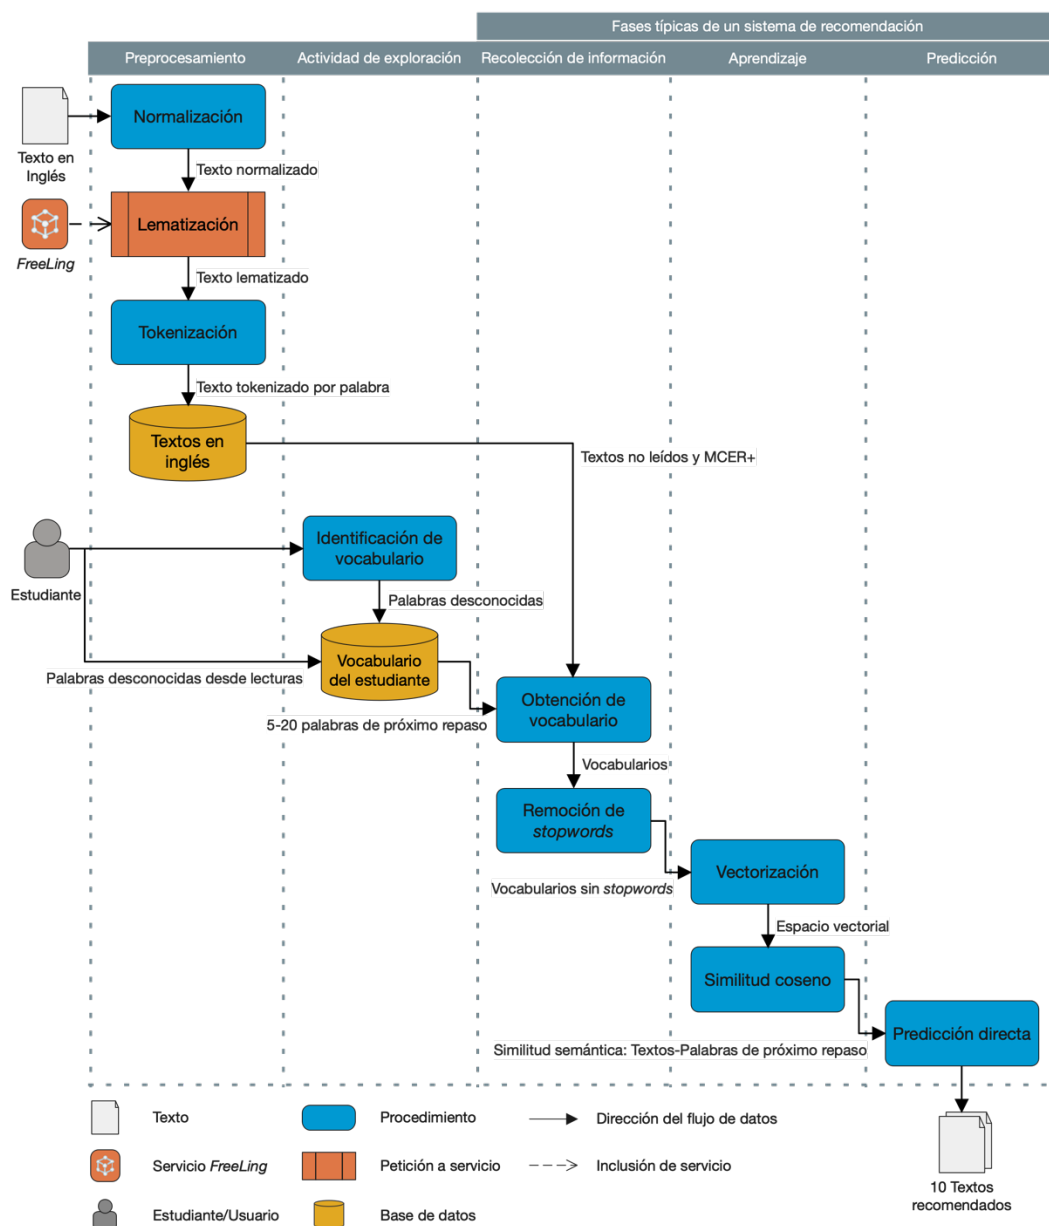 Fases típicas de un sistema de recomendación
Preprocesamiento
Actividad de exploración
Recolección de información
Aprendizaje
Predicción
Texto en
Inglés
Normalización
Texto normalizado
FreeLing
Lematización
Texto lematizado
Tokenización
Texto tokenizado por palabra
Textos en
inglés
Textos no leídos y MCER+
Estudiante
Identificación de
vocabulario
Palabras desconocidas
Vocabulario
del estudiante
Palabras desconocidas desde lecturas
5-20 palabras de próximo repaso
Obtención de
vocabulario
Vocabularios
Remoción de
stopwords
Vocabularios sin stopwords
Vectorización
Espacio vectorial
Similitud coseno
Similitud semántica: Textos-Palabras de próximo repaso
Predicción directa
10 Textos
recomendados
Texto
Procedimiento
Dirección del flujo de datos
Servicio FreeLing
Petición a servicio
Inclusión de servicio
Estudiante/Usuario
Base de datos